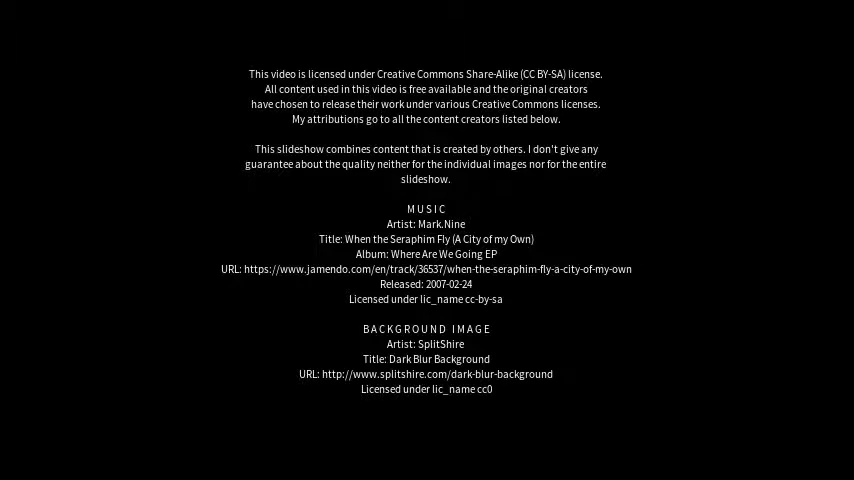 This video is licensed under Creative Commons Share-Alike (CC BY-SA) license.
All content used in this video is free available and the original creators
have chosen to release their work under various Creative Commons licenses.
My attributions go to all the content creators listed below.
This slideshow combines content that is created by others. I don't give any
guarantee about the quality neither for the individual images nor for the entire
slideshow.
MUSIC
Artist: Mark.Nine
Title: When the Seraphim Fly (A City of my Own)
Album: Where Are We Going EP
URL: https://www.jamendo.com/en/track/36537/when-the-seraphim-fly-a-city-of-my-own
Released: 2007-02-24
Licensed under lic_name cc-by-sa
BACKGROUND IMAGE
Artist: SplitShire
Title: Dark Blur Background
URL: http://www.splitshire.com/dark-blur-background
Licensed under lic_name cc0